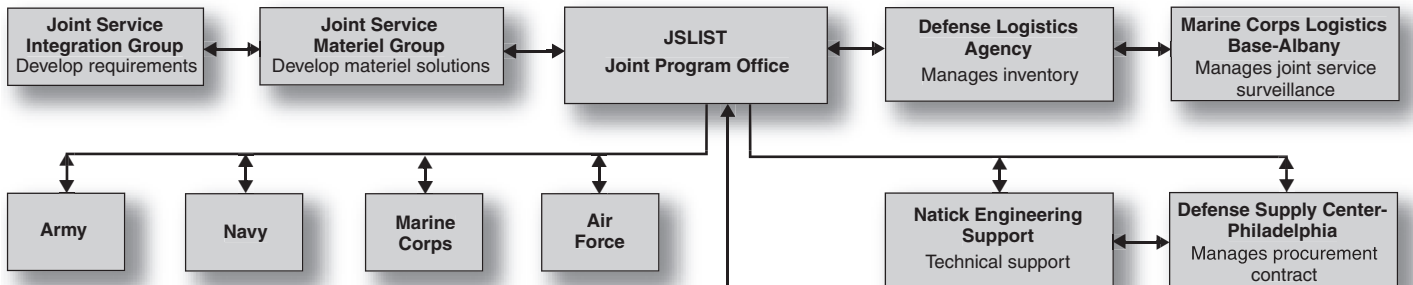 Joint Service
Integration Group
Develop requirements
Joint Service
Materiel Group
Develop materiel solutions
JSLIST
Joint Program Office
Defense Logistics
Agency
Manages inventory
Marine Corps Logistics
Base-Albany
Manages joint service
surveillance
Army
Navy
Marine
Corps
Air
Force
Natick Engineering
Support
Technical support
Defense Supply Center-
Philadelphia
Manages procurement
contract